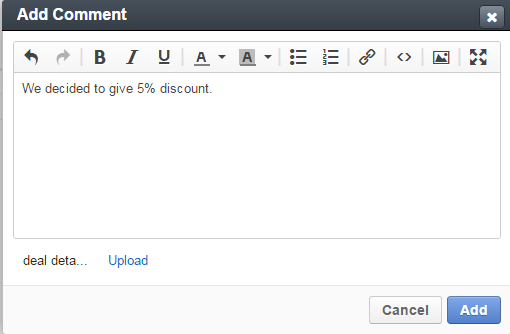 Add Comment
B I U A A
We decided to give 5% discount.
deal deta... Upload
Cancel Add